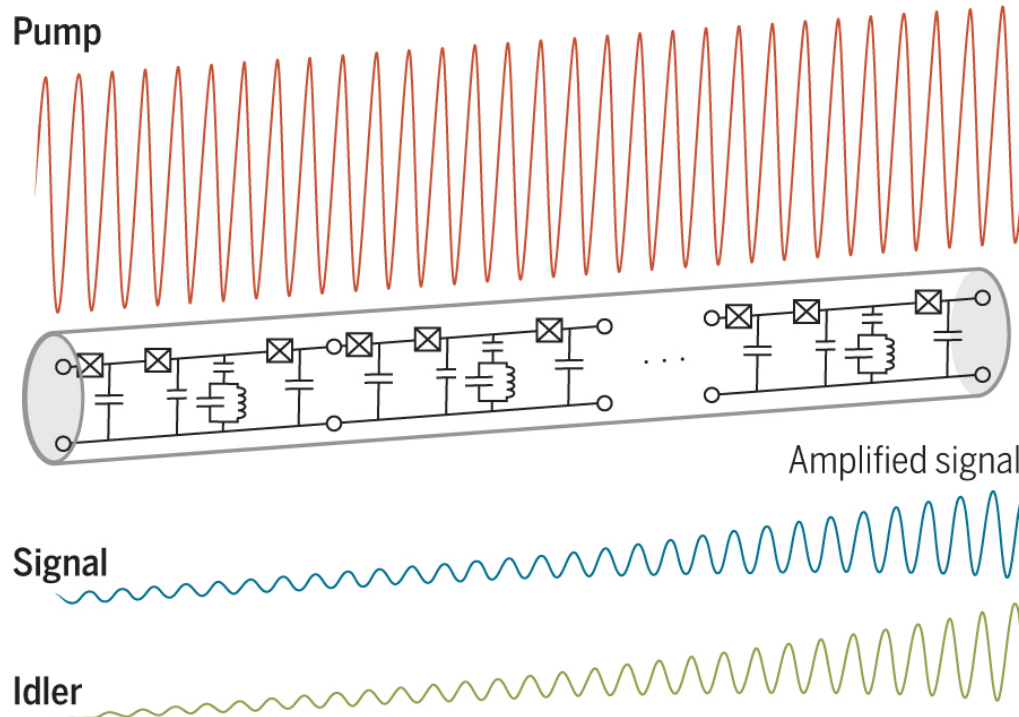 Pump
. . .
Amplified signal
Signal
Idler